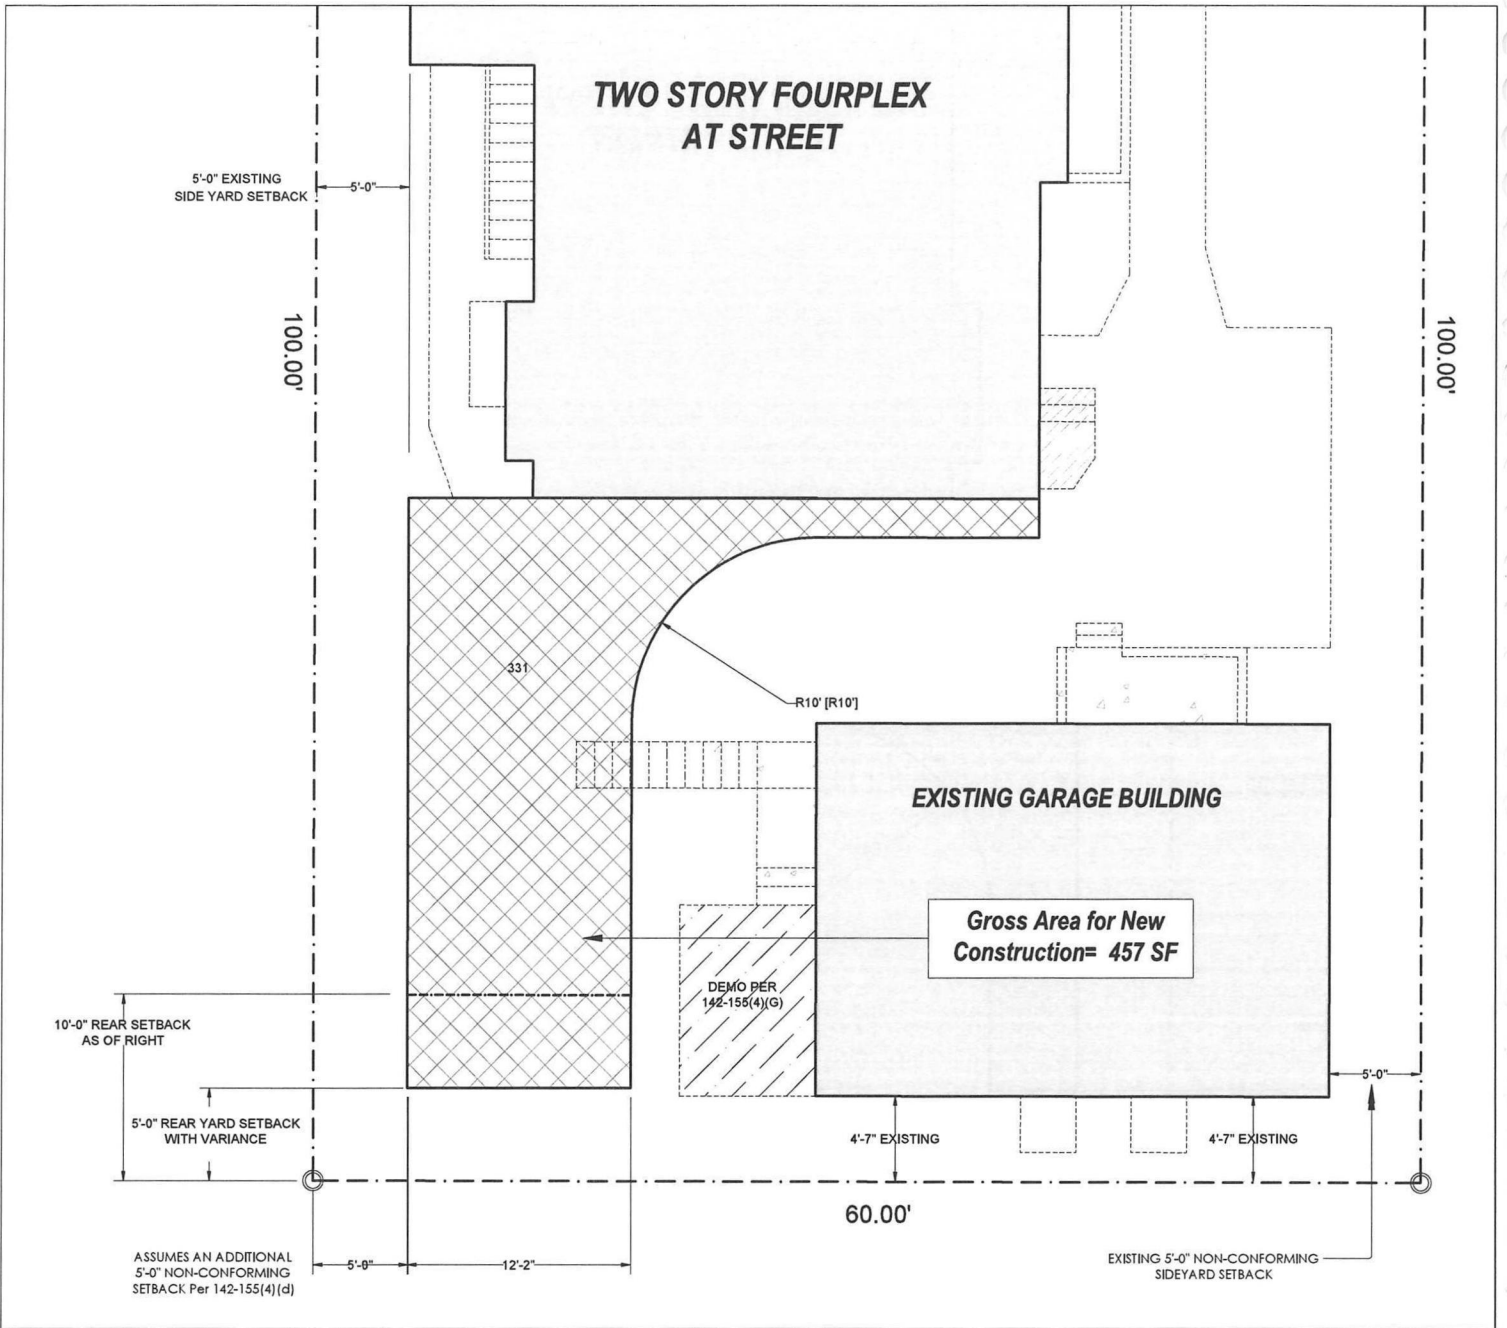 TWO STORY FOURPLEX
AT STREET
5'-0" EXISTING
SIDE YARD SETBACK
5'-0"
100.00'
100.00'
331
R10' [R10']
EXISTING GARAGE BUILDING
Gross Area for New
Construction= 457 SF
DEMO PER
142-155(4)(G)
10'-0" REAR SETBACK
AS OF RIGHT
5'-0"
5'-0" REAR YARD SETBACK
WITH VARIANCE
4'-7" EXISTING
4'-7" EXISTING
60.00'
ASSUMES AN ADDITIONAL
5'-0" NON-CONFORMING
SETBACK Per 142-155(4)(d)
5'-0"
12'-2"
EXISTING 5'-0" NON-CONFORMING
SIDEYARD SETBACK